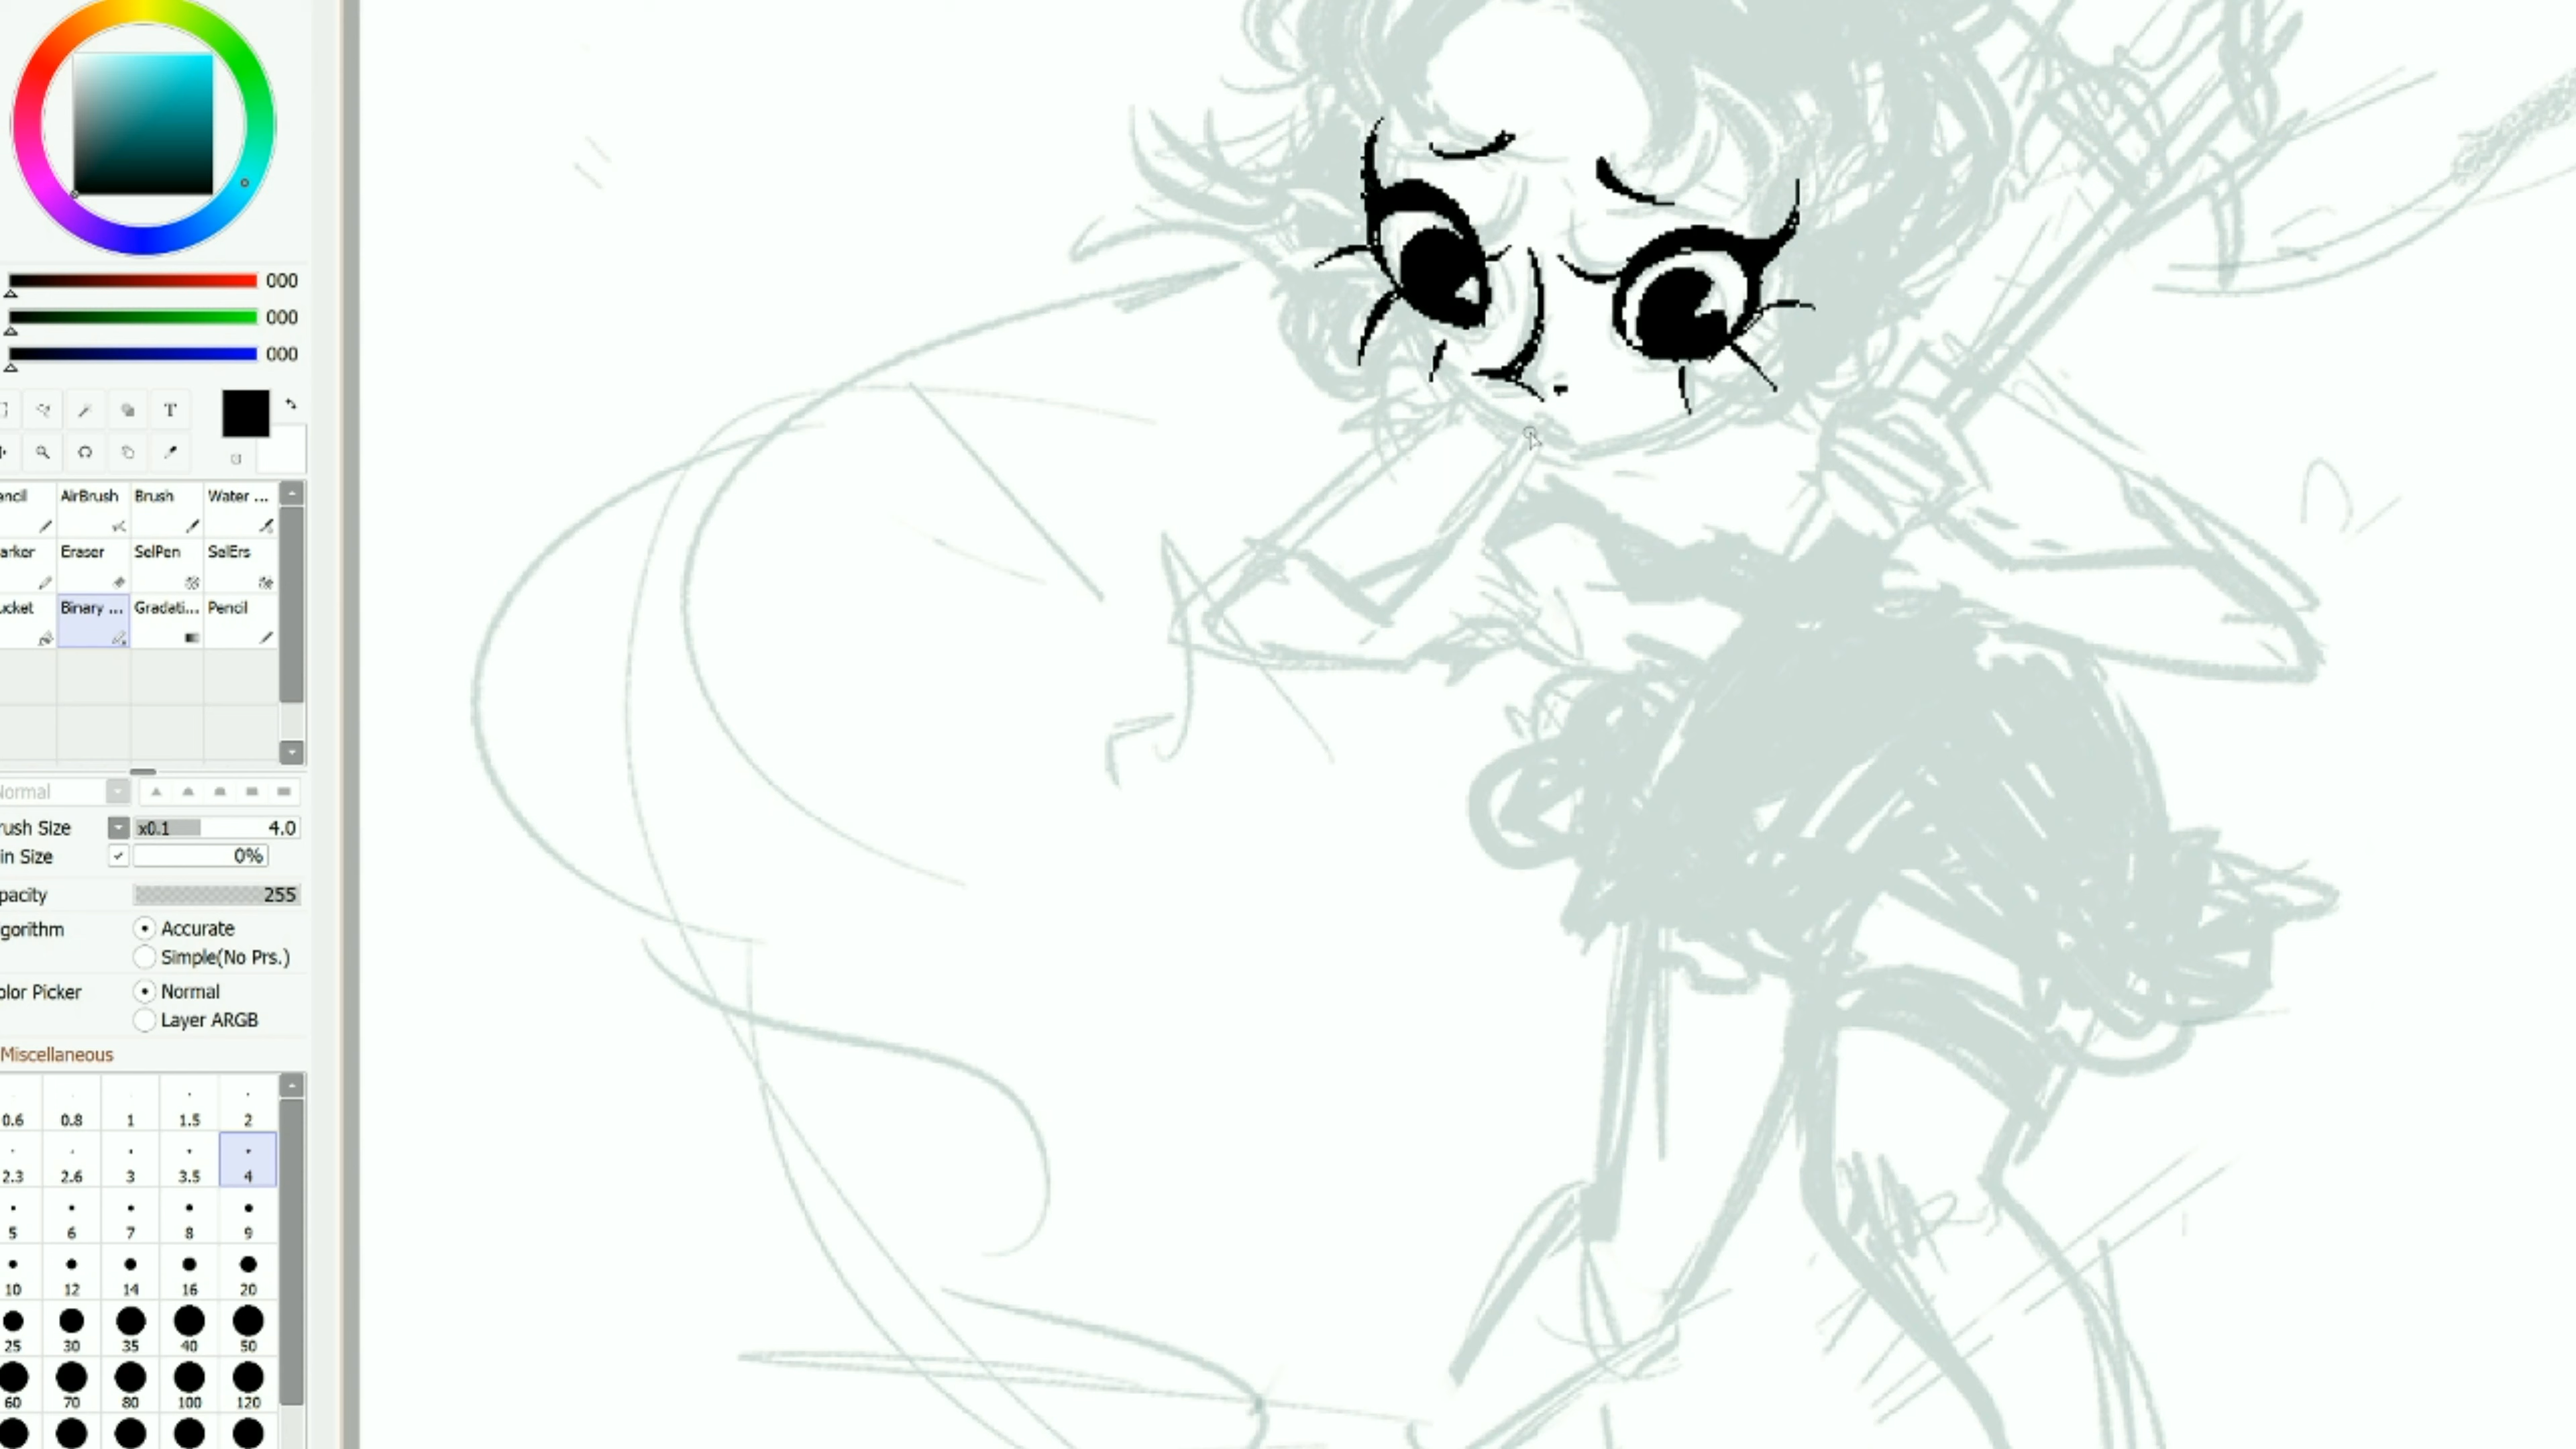 000
000
000
T
encil AirBrush Brush Water ...
arker Eraser SelPen SelErs
ucket Binary ... Gradati... Pencil
Normal
rush Size x0.1 4.0
in Size 0%
pacity 255
gorithm Accurate
Simple(No Prs.)
olor Picker Normal
Layer ARGB
Miscellaneous
0.6 0.8 1 1.5 2
2.3 2.6 3 3.5 4
5 6 7 8 9
10 12 14 16 20
25 30 35 40 50
60 70 80 100 120